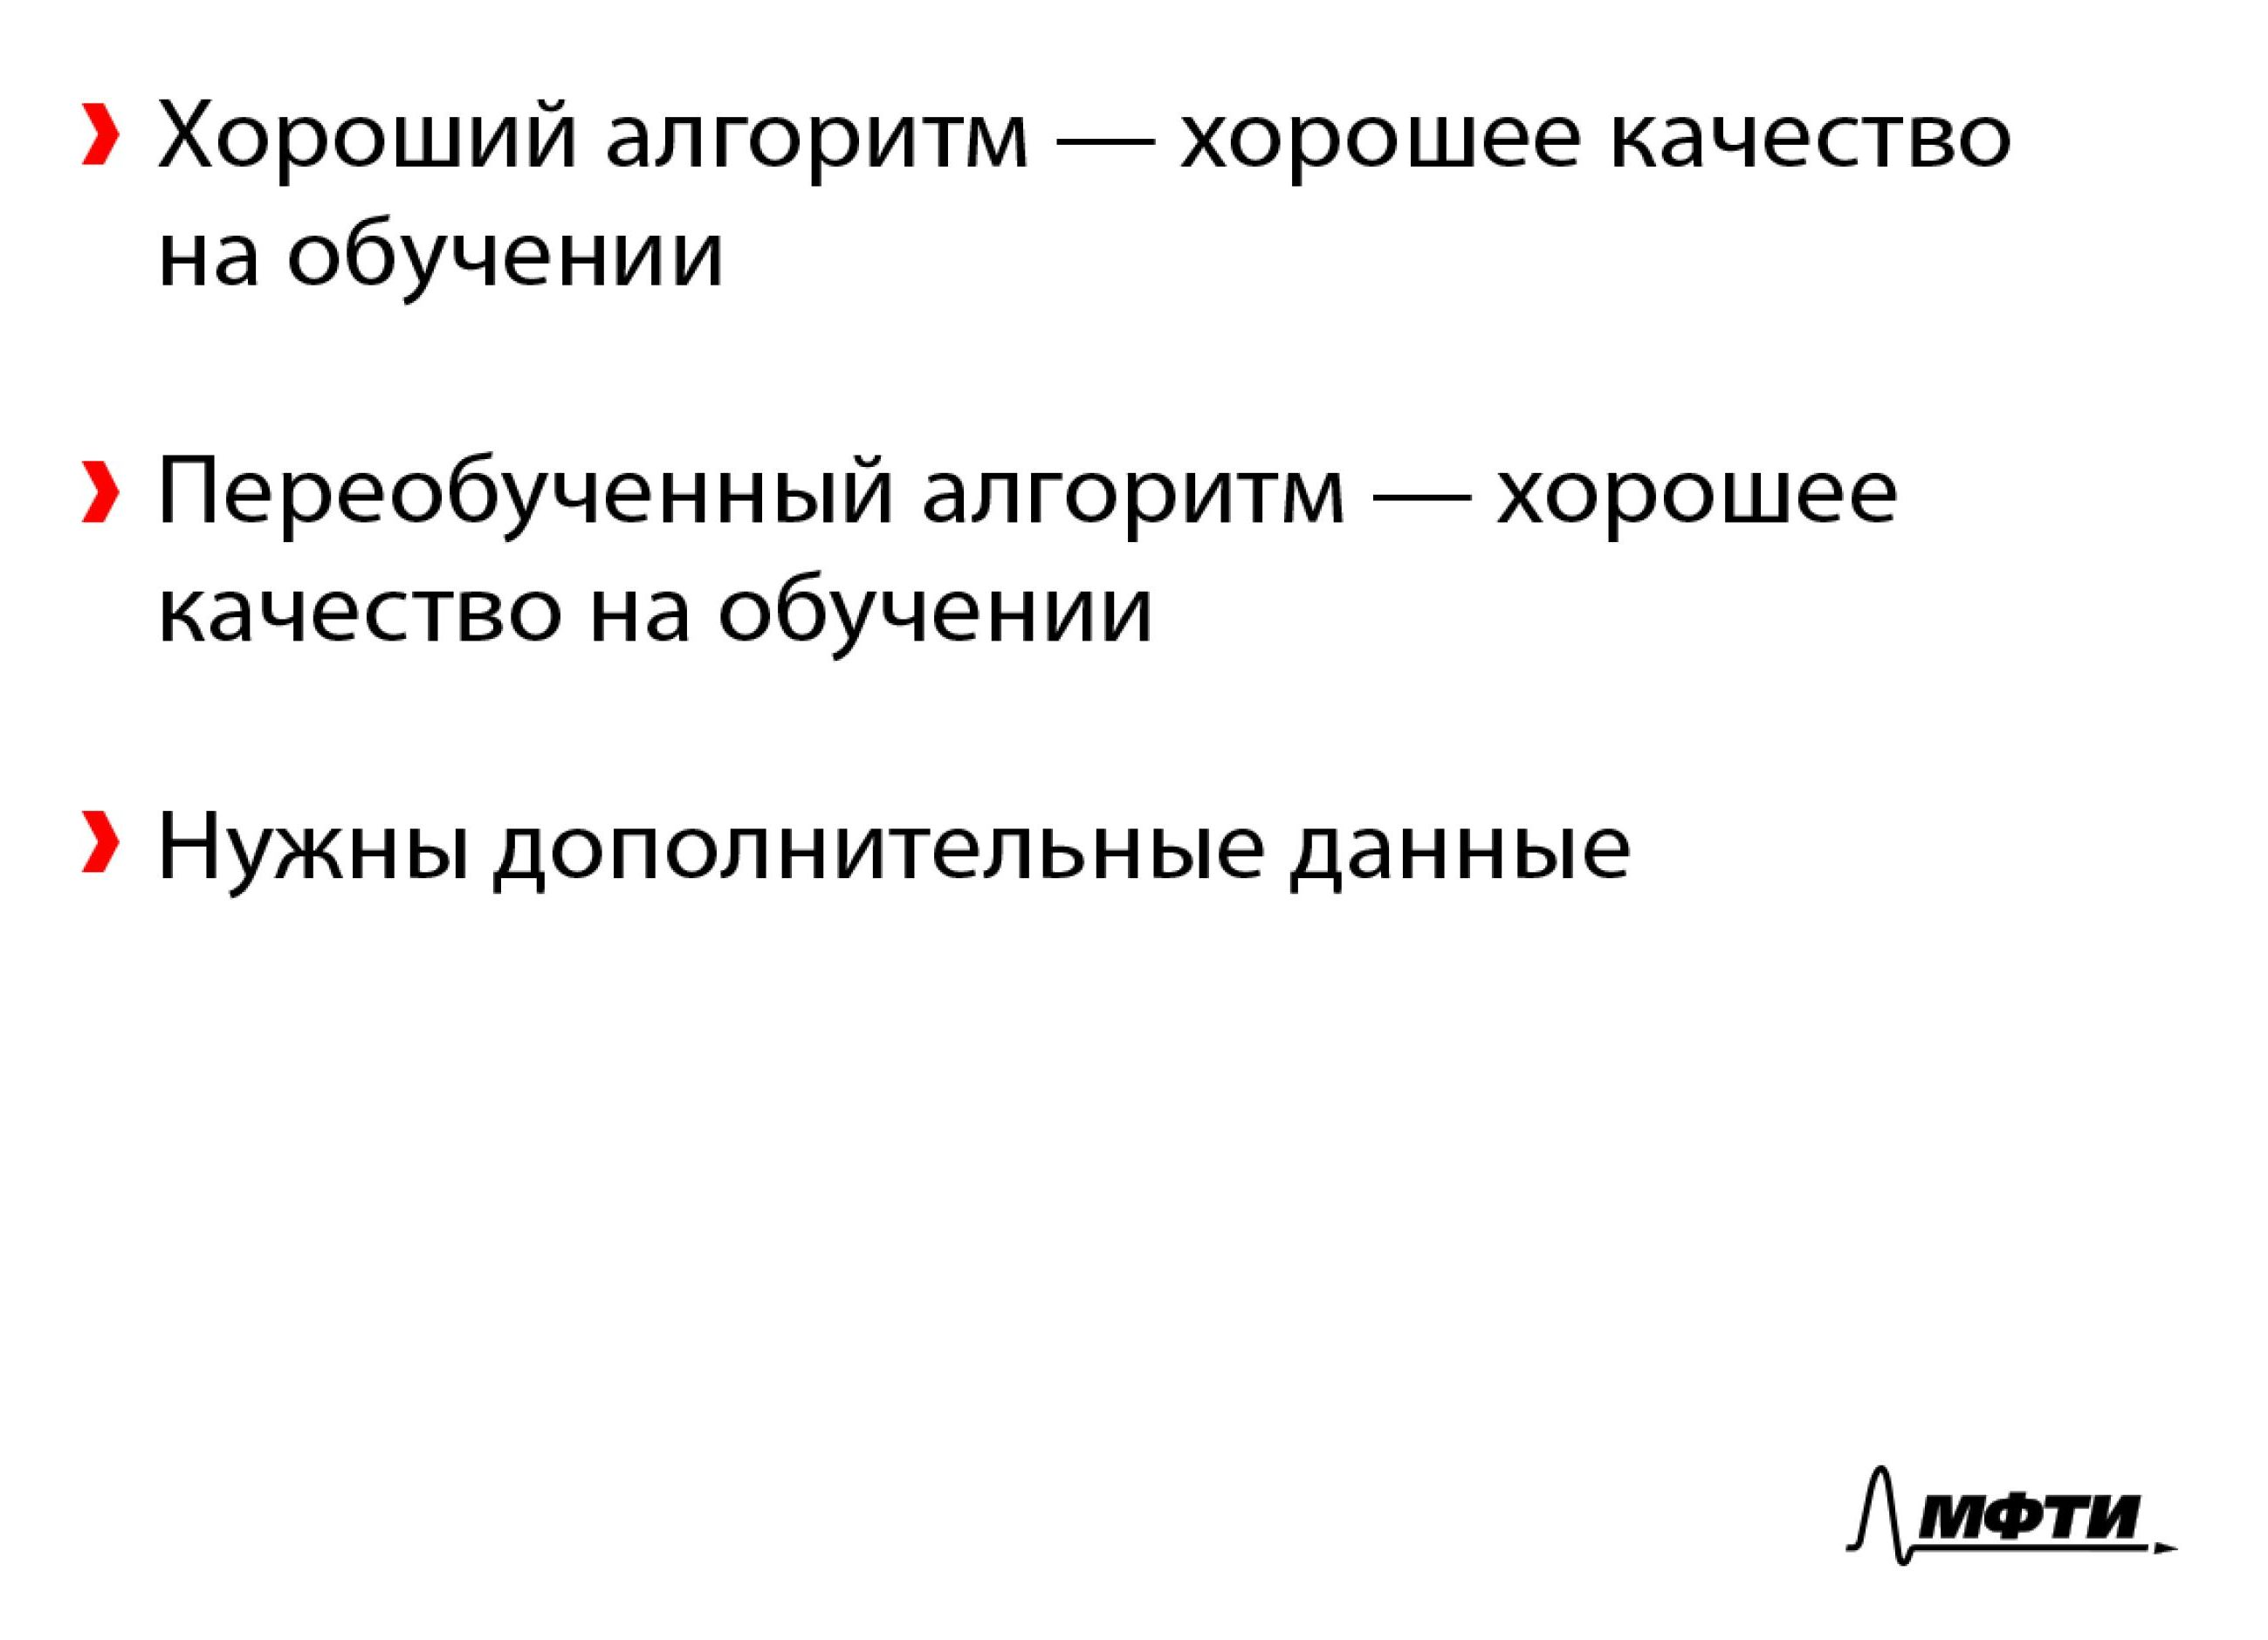 Хороший алгоритм — хорошее качество
на обучении
Переобученный алгоритм — хорошее
качество на обучении
Нужны дополнительные данные
МФТИ